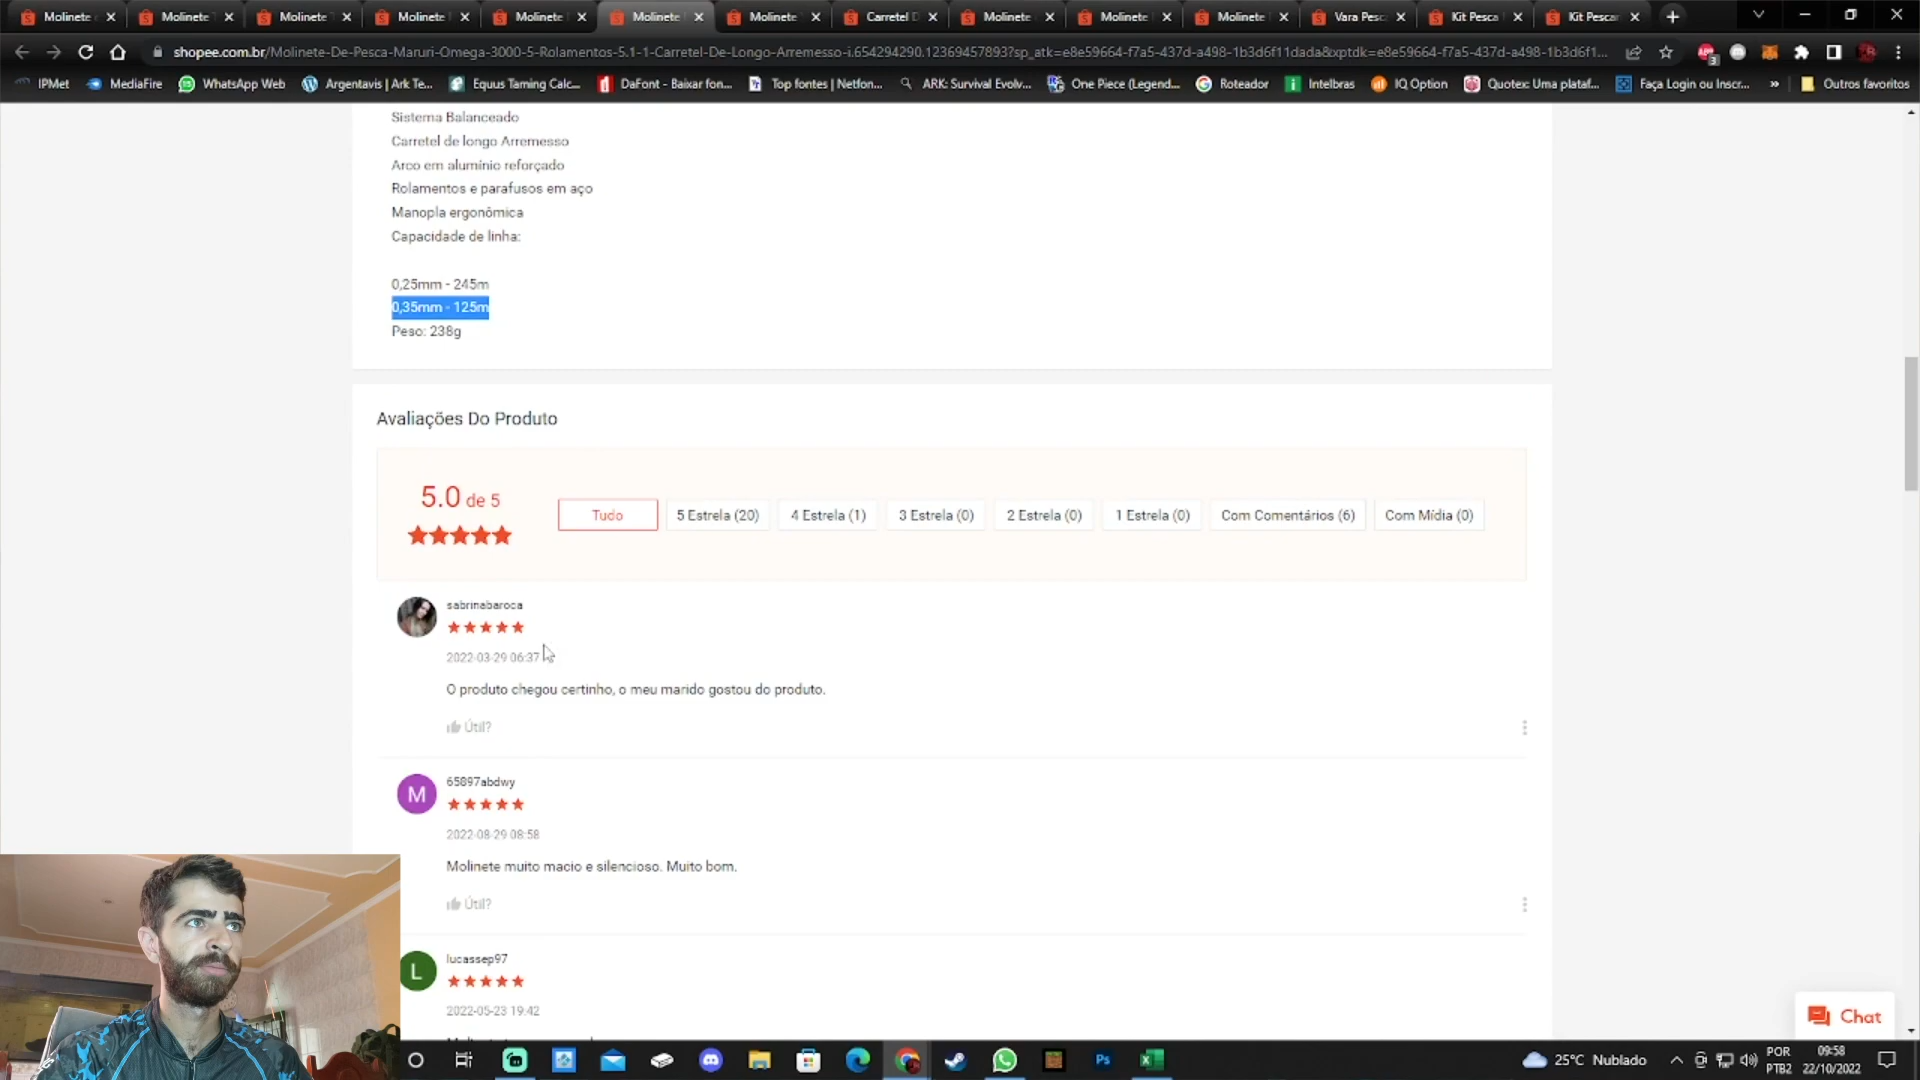 Molinete
Molinete
Molinete
Molinete
Molinete
Molinete
Molinete
Carretel D
Molinete
Molinete
Molinete
Vara Pesc
Kit Pesca
Kit Pescar
shopee.com.br/Molinete-De-Pesca-Maruri-Omega-3000-5-Rolamentos-5.1-1-Carretel-De-Longo-Arremesso-i.654294290.12369457893?sp_atk=e8e59664-f7a5-437d-a498-1b3d6f11dada&xptdk=e8e59664-f7a5-437d-a498-1b3d6f1...
IPMet
MediaFire
WhatsApp Web
Argentavis | Ark Te...
Equus Taming Calc...
DaFont - Baixar fon...
Top fontes | Netfon...
ARK: Survival Evolv...
One Piece (Legend...
Roteador
Intelbras
IQ Option
Quotex: Uma plataf...
Faça Login ou Inscr...
»
Outros favoritos
Sistema Balanceado
Carretel de longo Arremesso
Arco em alumínio reforçado
Rolamentos e parafusos em aço
Manopla ergonômica
Capacidade de linha:
0,25mm - 245m
0,35mm - 125m
Peso: 238g
Avaliações Do Produto
5.0 de 5
Tudo
5 Estrela (20)
4 Estrela (1)
3 Estrela (0)
2 Estrela (0)
1 Estrela (0)
Com Comentários (6)
Com Mídia (0)
sabrinabaroca
2022-03-29 06:37
O produto chegou certinho, o meu marido gostou do produto.
Útil?
M
65897abdwy
2022-08-29 08:58
Molinete muito macio e silencioso. Muito bom.
Útil?
L
lucassep97
2022-05-23 19:42
Chat
Ps
25°C Nublado
POR
PTB2
09:58
22/10/2022